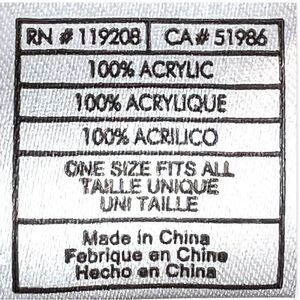 RN # 119208 CA# 51986
100% ACRYLIC
100% ACRYLIQUE
100% ACRILICO
ONE SIZE FITS ALL
TAILLE UNIQUE
UNI TAILLE
Made in China
Febrique en Chine
Hecho en China